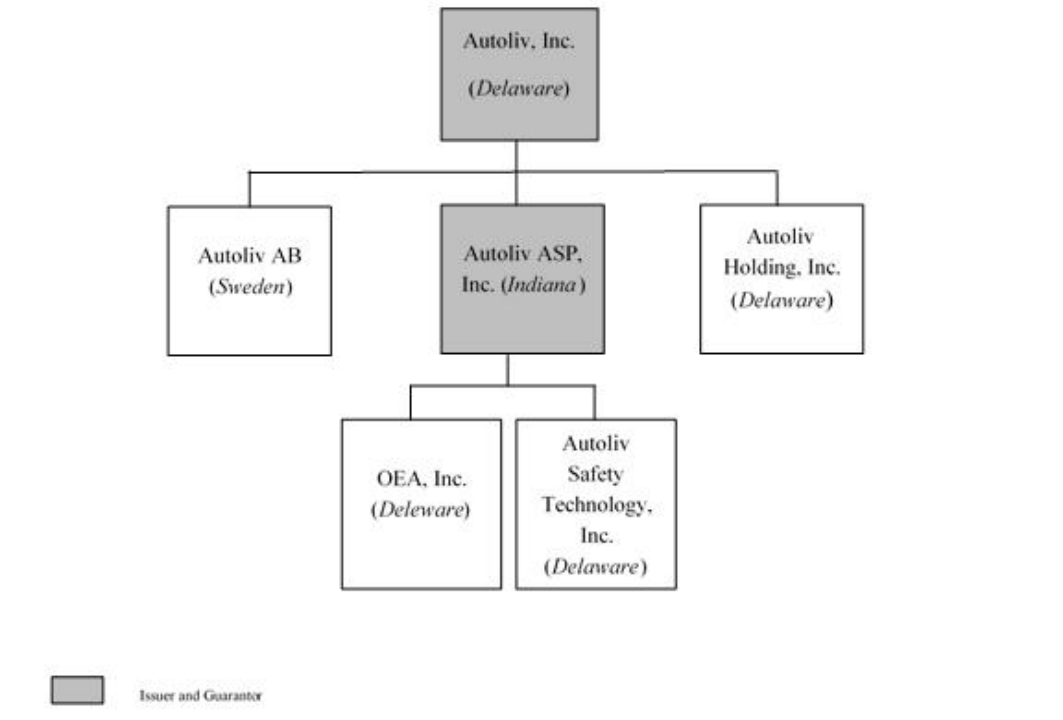 Autoliv, Inc.
(Delaware)
Autoliv AB
(Sweden)
Autoliv ASP,
Inc. (Indiana)
Autoliv
Holding, Inc.
(Delaware)
OEA, Inc.
(Deleware)
Autoliv
Safety
Technology,
Inc.
(Delaware)
Issuer and Guarantor